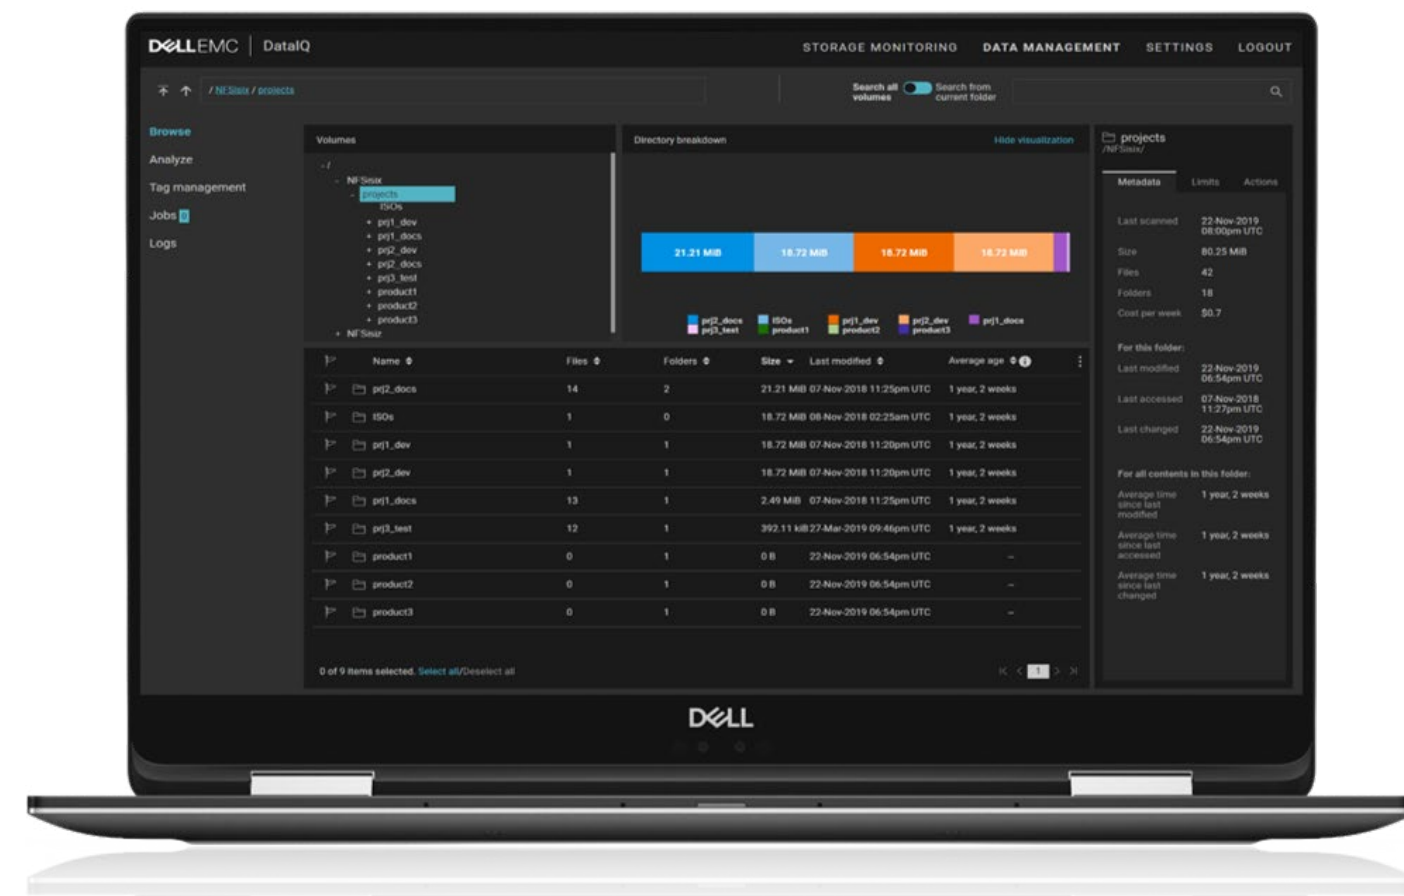 DELLEMC | DataIQ
STORAGE MONITORING DATA MANAGEMENT SETTINGS LOGOUT
/ NFSisix / projects
Search all volumes
Search from current folder
Browse
Analyze
Tag management
Jobs 0
Logs
Volumes
- /
- NFSisix
- projects
ISOs
+ prj1_dev
+ prj1_docs
+ prj2_dev
+ prj2_docs
+ prj3_test
+ product1
+ product2
+ product3
+ NFSisiz
Directory breakdown
Hide visualization
21.21 MiB 18.72 MiB 18.72 MiB 18.72 MiB
prj2_docs ISOs prj1_dev prj2_dev prj1_docs
prj3_test product1 product2 product3
Name Files Folders Size Last modified Average age
prj2_docs 14 2 21.21 MiB 07-Nov-2018 11:25pm UTC 1 year, 2 weeks
ISOs 1 0 18.72 MiB 08-Nov-2018 02:25am UTC 1 year, 2 weeks
prj1_dev 1 1 18.72 MiB 07-Nov-2018 11:20pm UTC 1 year, 2 weeks
prj2_dev 1 1 18.72 MiB 07-Nov-2018 11:20pm UTC 1 year, 2 weeks
prj1_docs 13 1 2.49 MiB 07-Nov-2018 11:25pm UTC 1 year, 2 weeks
prj3_test 12 1 392.11 kiB 27-Mar-2019 09:46pm UTC 1 year, 2 weeks
product1 0 1 0 B 22-Nov-2019 06:54pm UTC –
product2 0 1 0 B 22-Nov-2019 06:54pm UTC –
product3 0 1 0 B 22-Nov-2019 06:54pm UTC –
0 of 9 items selected. Select all/Deselect all
1
projects
/NFSisix/
Metadata Limits Actions
Last scanned 22-Nov-2019
08:00pm UTC
Size 80.25 MiB
Files 42
Folders 18
Cost per week $0.7
For this folder:
Last modified 22-Nov-2019
06:54pm UTC
Last accessed 07-Nov-2018
11:27pm UTC
Last changed 22-Nov-2019
06:54pm UTC
For all contents in this folder:
Average time 1 year, 2 weeks
since last
modified
Average time 1 year, 2 weeks
since last
accessed
Average time 1 year, 2 weeks
since last
changed
DELL